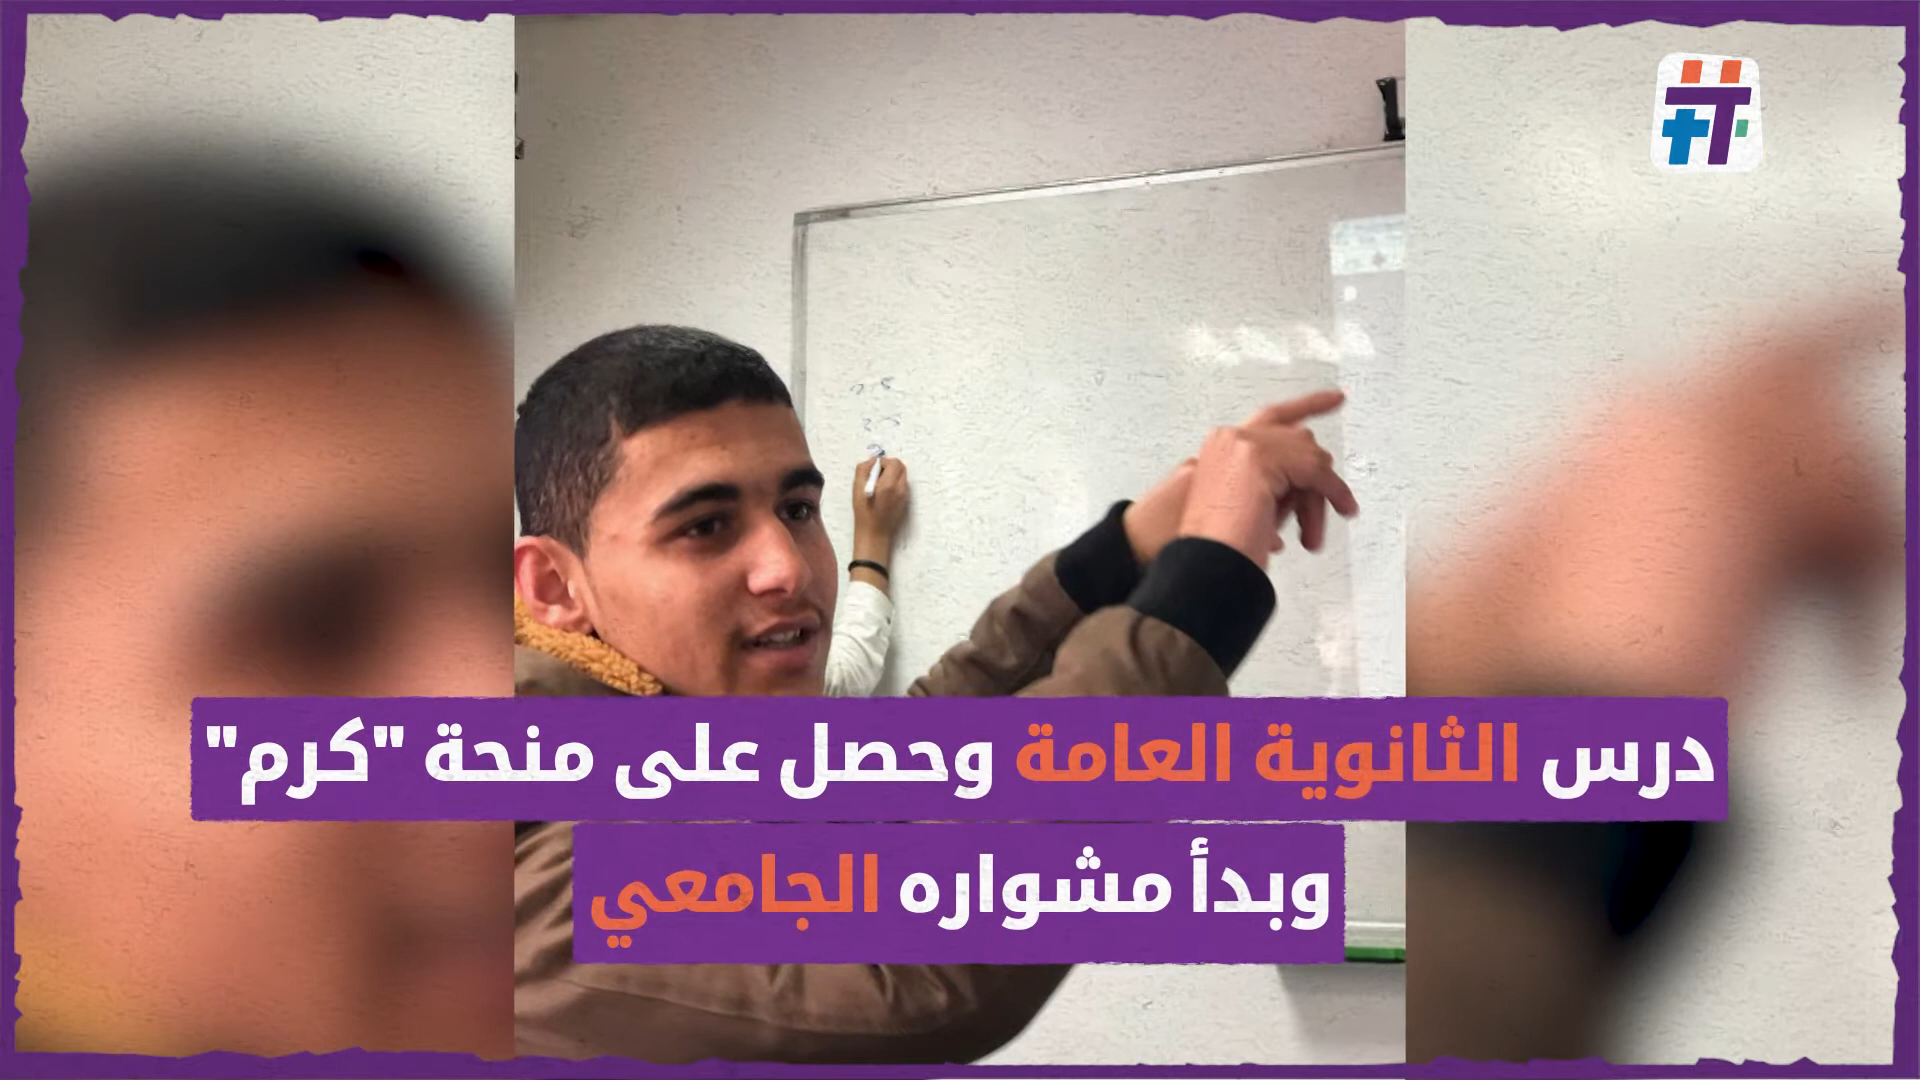 درس الثانوية العامة وحصل على منحة "كرم"
وبدأ مشواره الجامعي